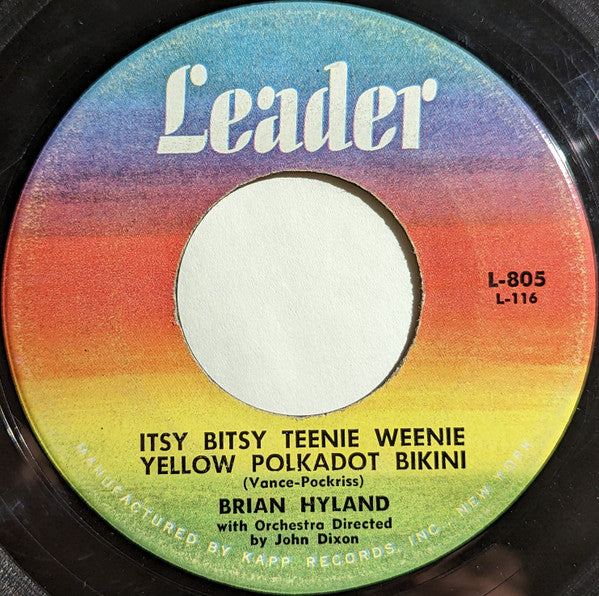 Leader
L-805
L-116
ITSY BITSY TEENIE WEENIE
YELLOW POLKADOT BIKINI
(Vance-Pockriss)
BRIAN HYLAND
with Orchestra Directed
by John Dixon
MANUFACTURED BY KAPP RECORDS, INC., NEW YORK